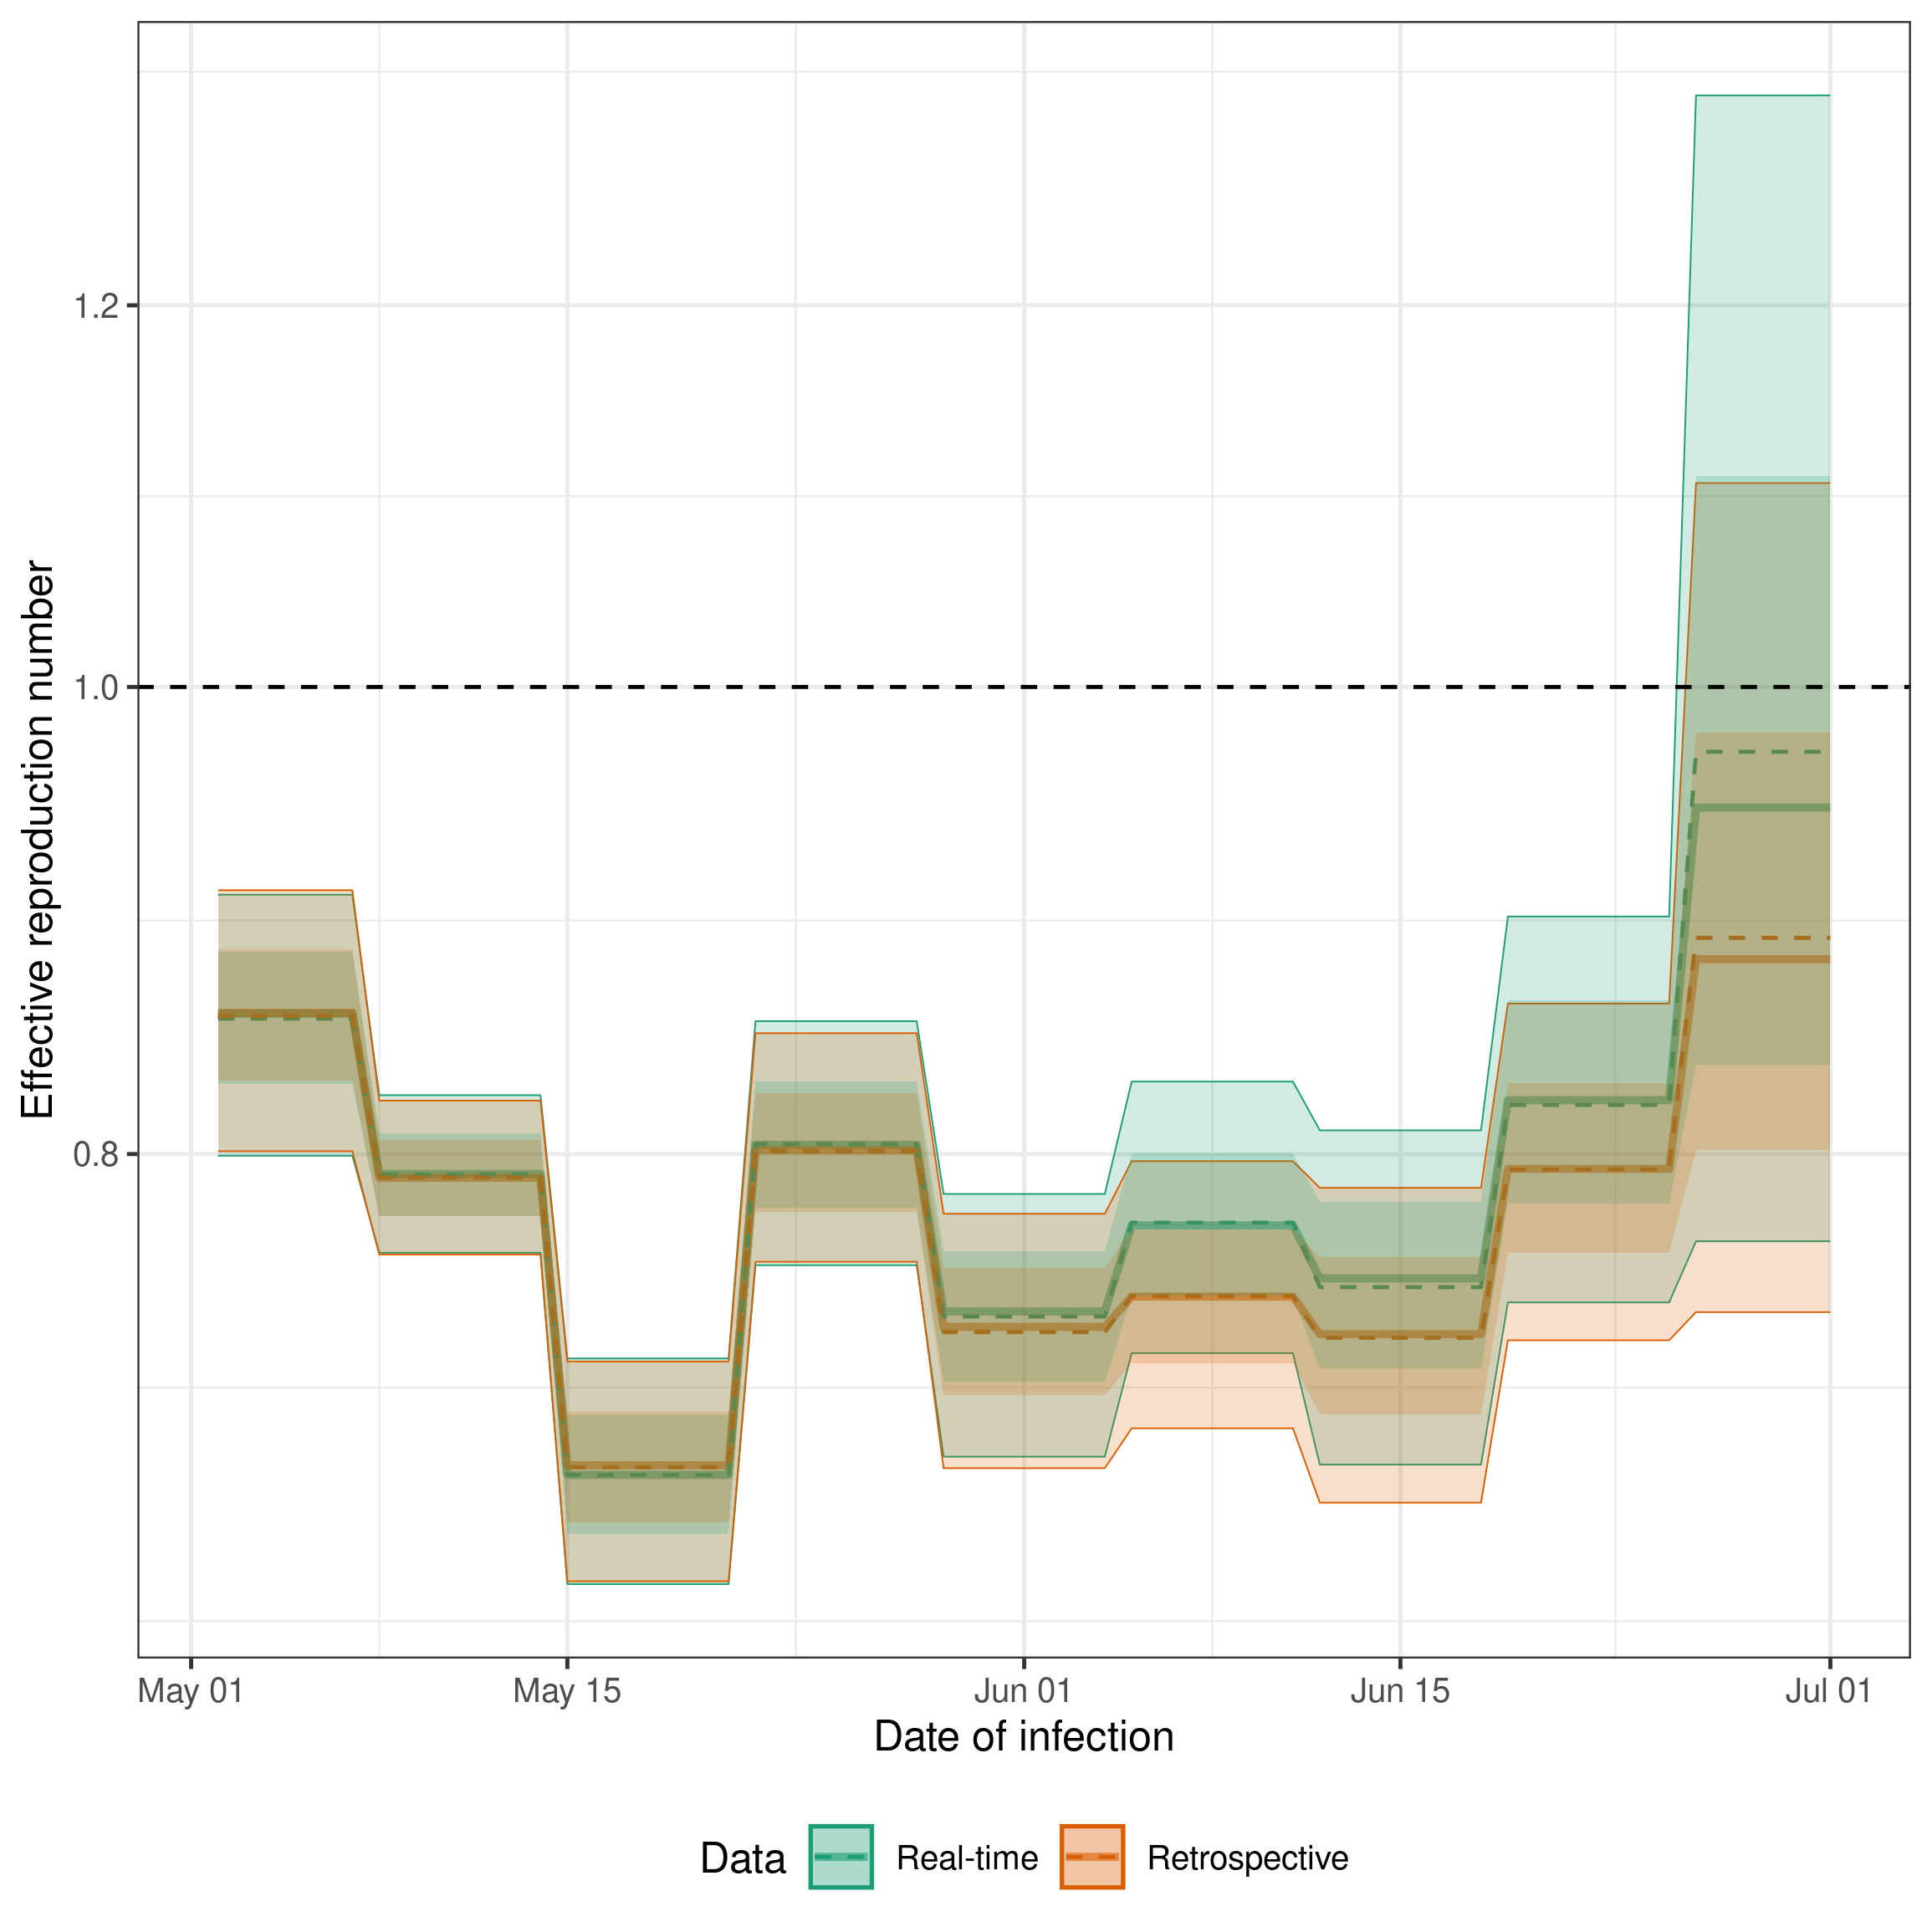 Effective reproduction number
1.2
1.0
0.8
May 01
May 15
Jun 01
Jun 15
Jul 01
Date of infection
Data
Real-time
Retrospective